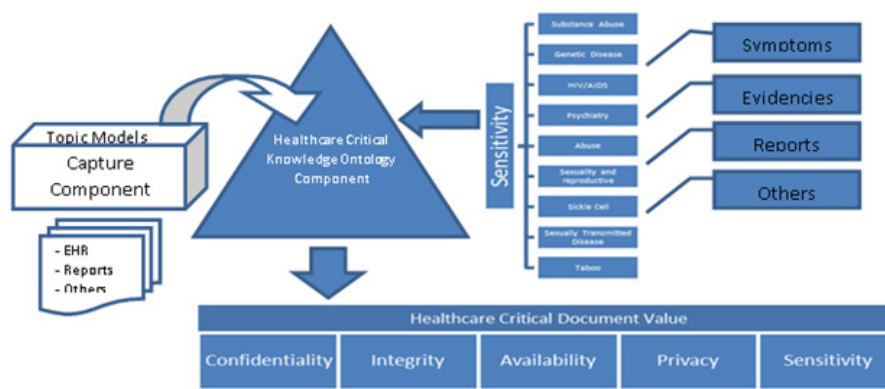 Topic Models
Capture
Component
- EHR
- Reports
- Others
Healthcare Critical
Knowledge Ontology
Component
Sensitivity
Substance Abuse
Genetic Disease
HIV/AIDS
Psychiatry
Abuse
Sexuality and
reproductive
Sickle Cell
Sexually Transmitted
Disease
Taboo
Symptoms
Evidencies
Reports
Others
Healthcare Critical Document Value
Confidentiality
Integrity
Availability
Privacy
Sensitivity